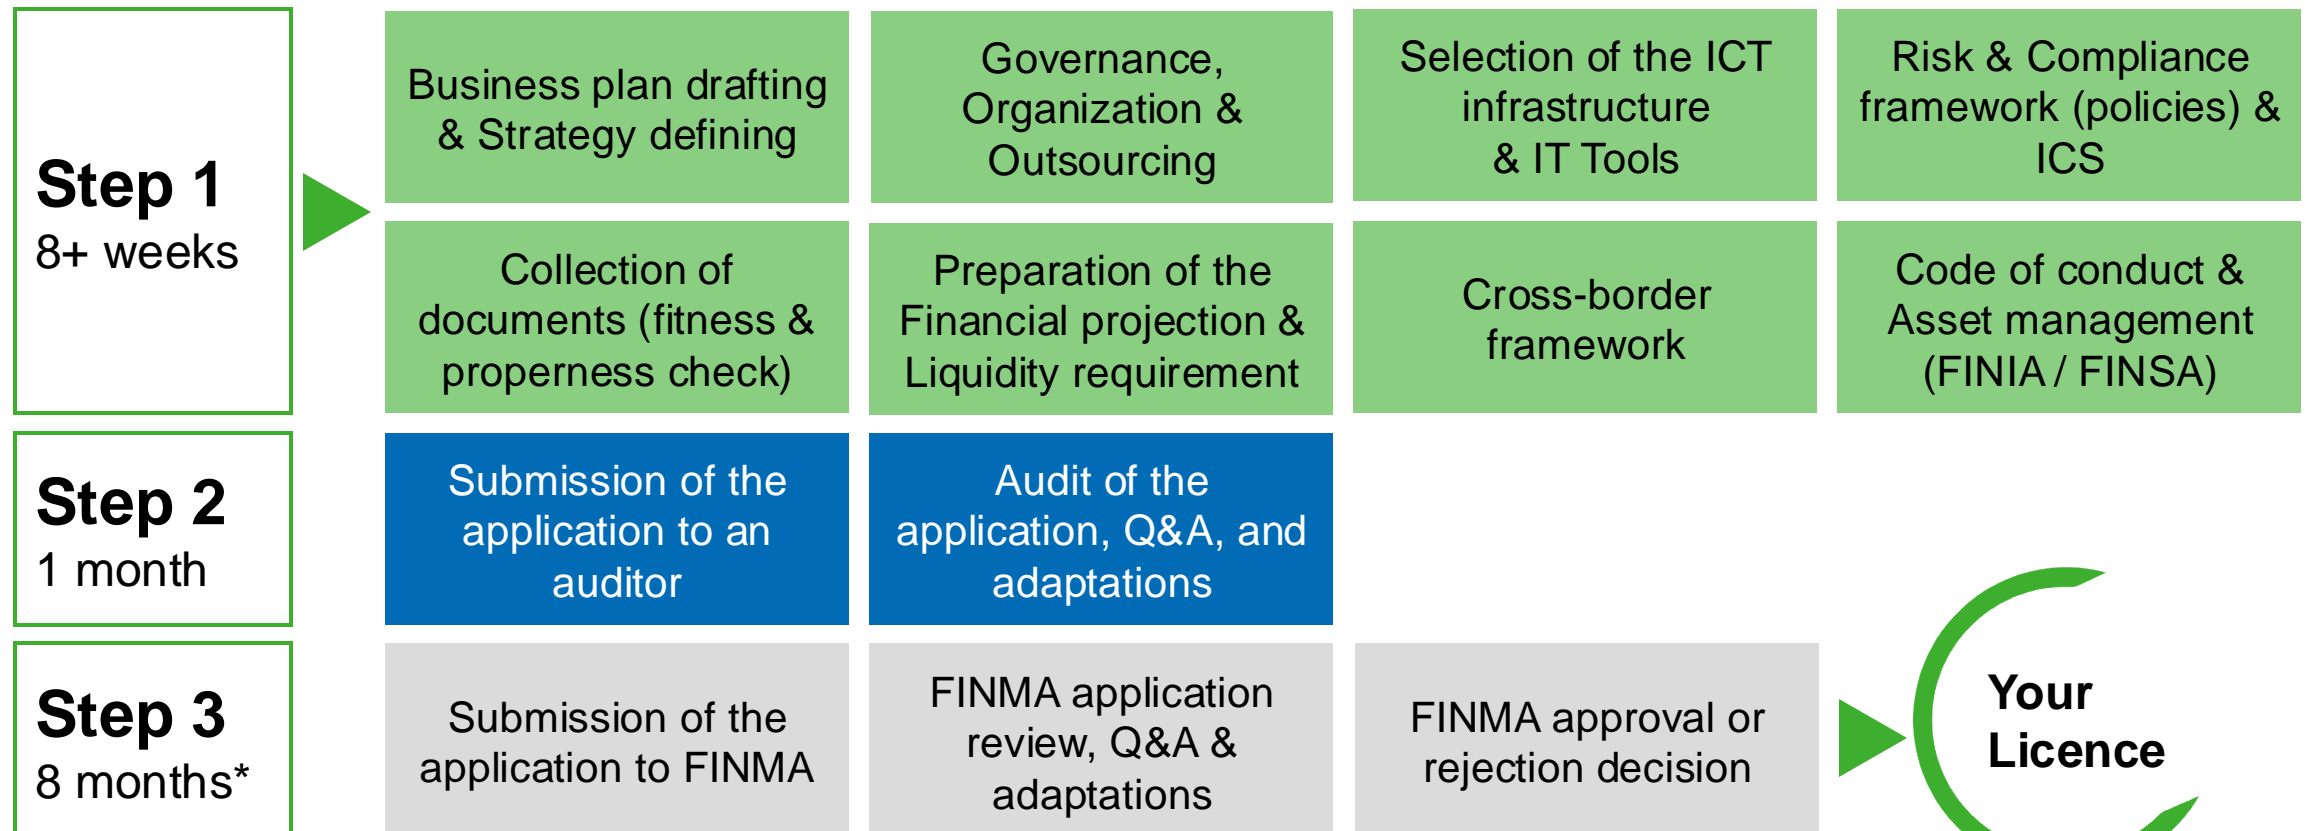 Step 1
8+ weeks
Business plan drafting
& Strategy defining
Governance,
Organization &
Outsourcing
Selection of the ICT
infrastructure
& IT Tools
Risk & Compliance
framework (policies) &
ICS
Collection of
documents (fitness &
properness check)
Preparation of the
Financial projection &
Liquidity requirement
Cross-border
framework
Code of conduct &
Asset management
(FINIA / FINSA)
Step 2
1 month
Submission of the
application to an
auditor
Audit of the
application, Q&A, and
adaptations
Step 3
8 months*
Submission of the
application to FINMA
FINMA application
review, Q&A &
adaptations
FINMA approval or
rejection decision
Your
Licence